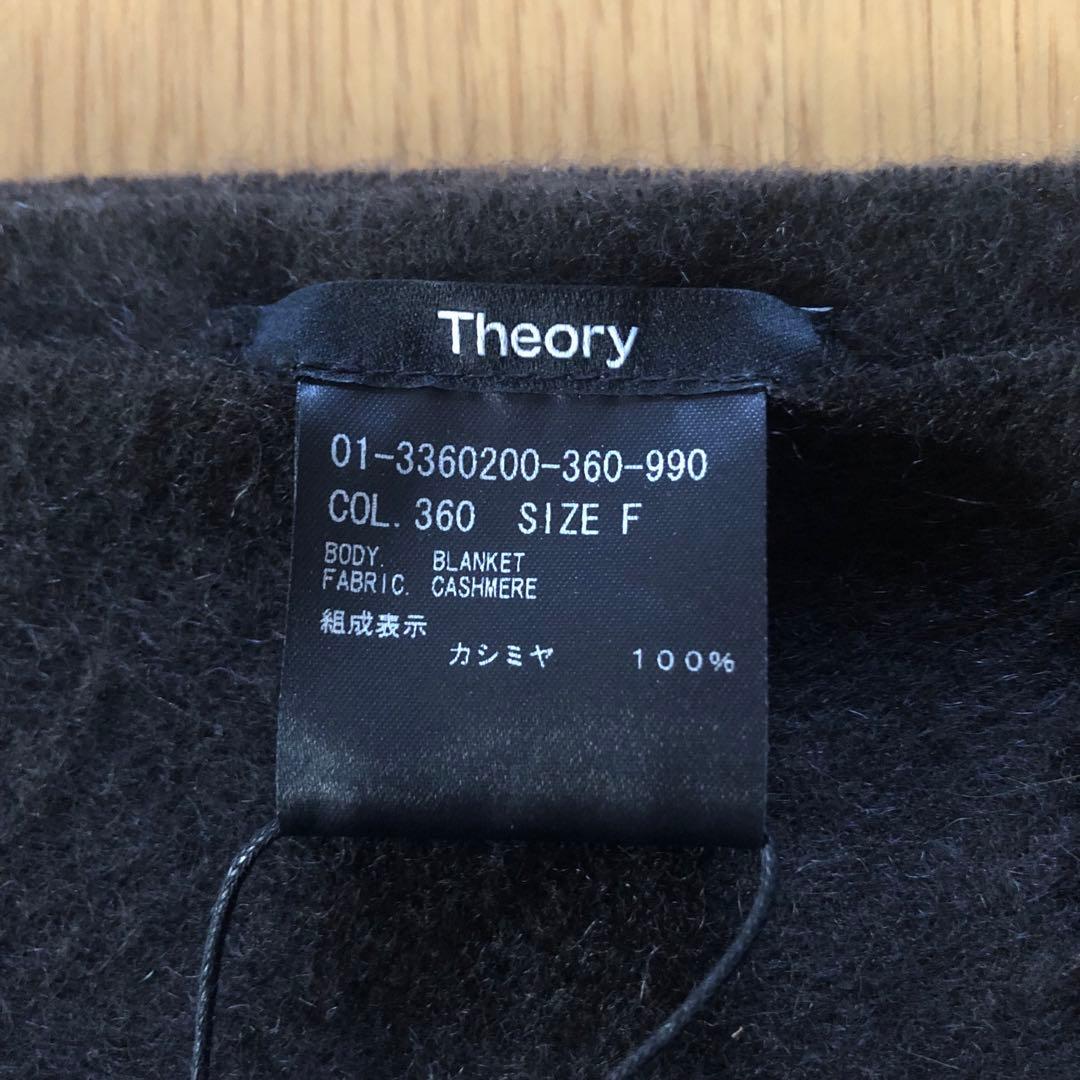 Theory
01-3360200-360-990
COL. 360 SIZE F
BODY. BLANKET
FABRIC. CASHMERE
組成表示
カシミヤ 100%